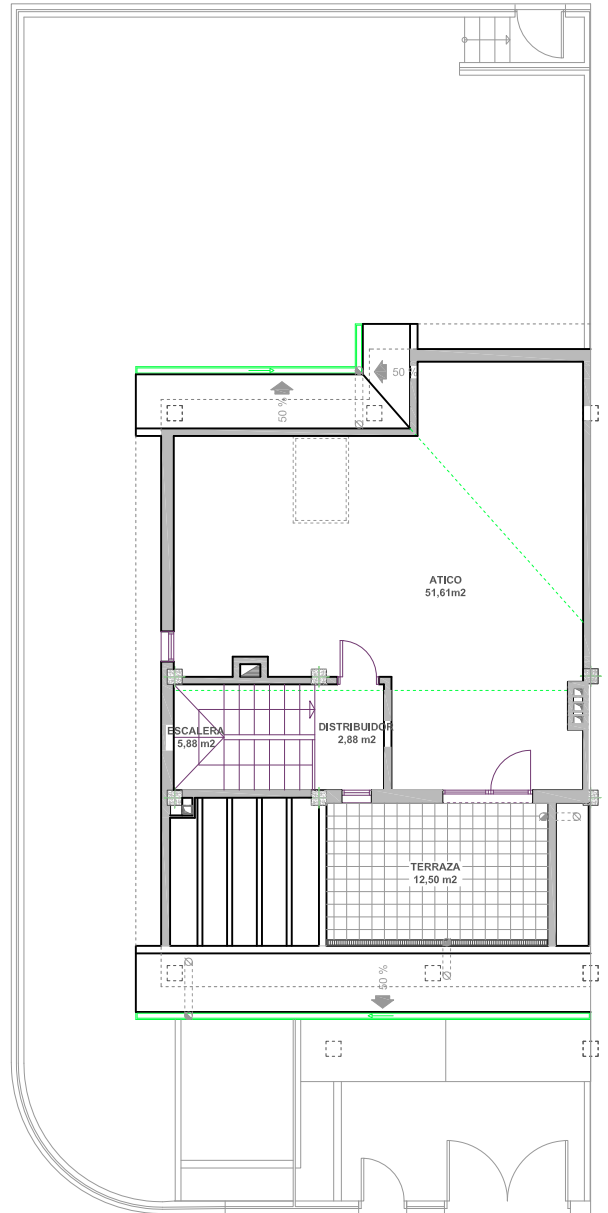 50 %
50 %
ATICO
51,61m2
ESCALERA
5,88 m2
DISTRIBUIDOR
2,88 m2
TERRAZA
12,50 m2
50 %